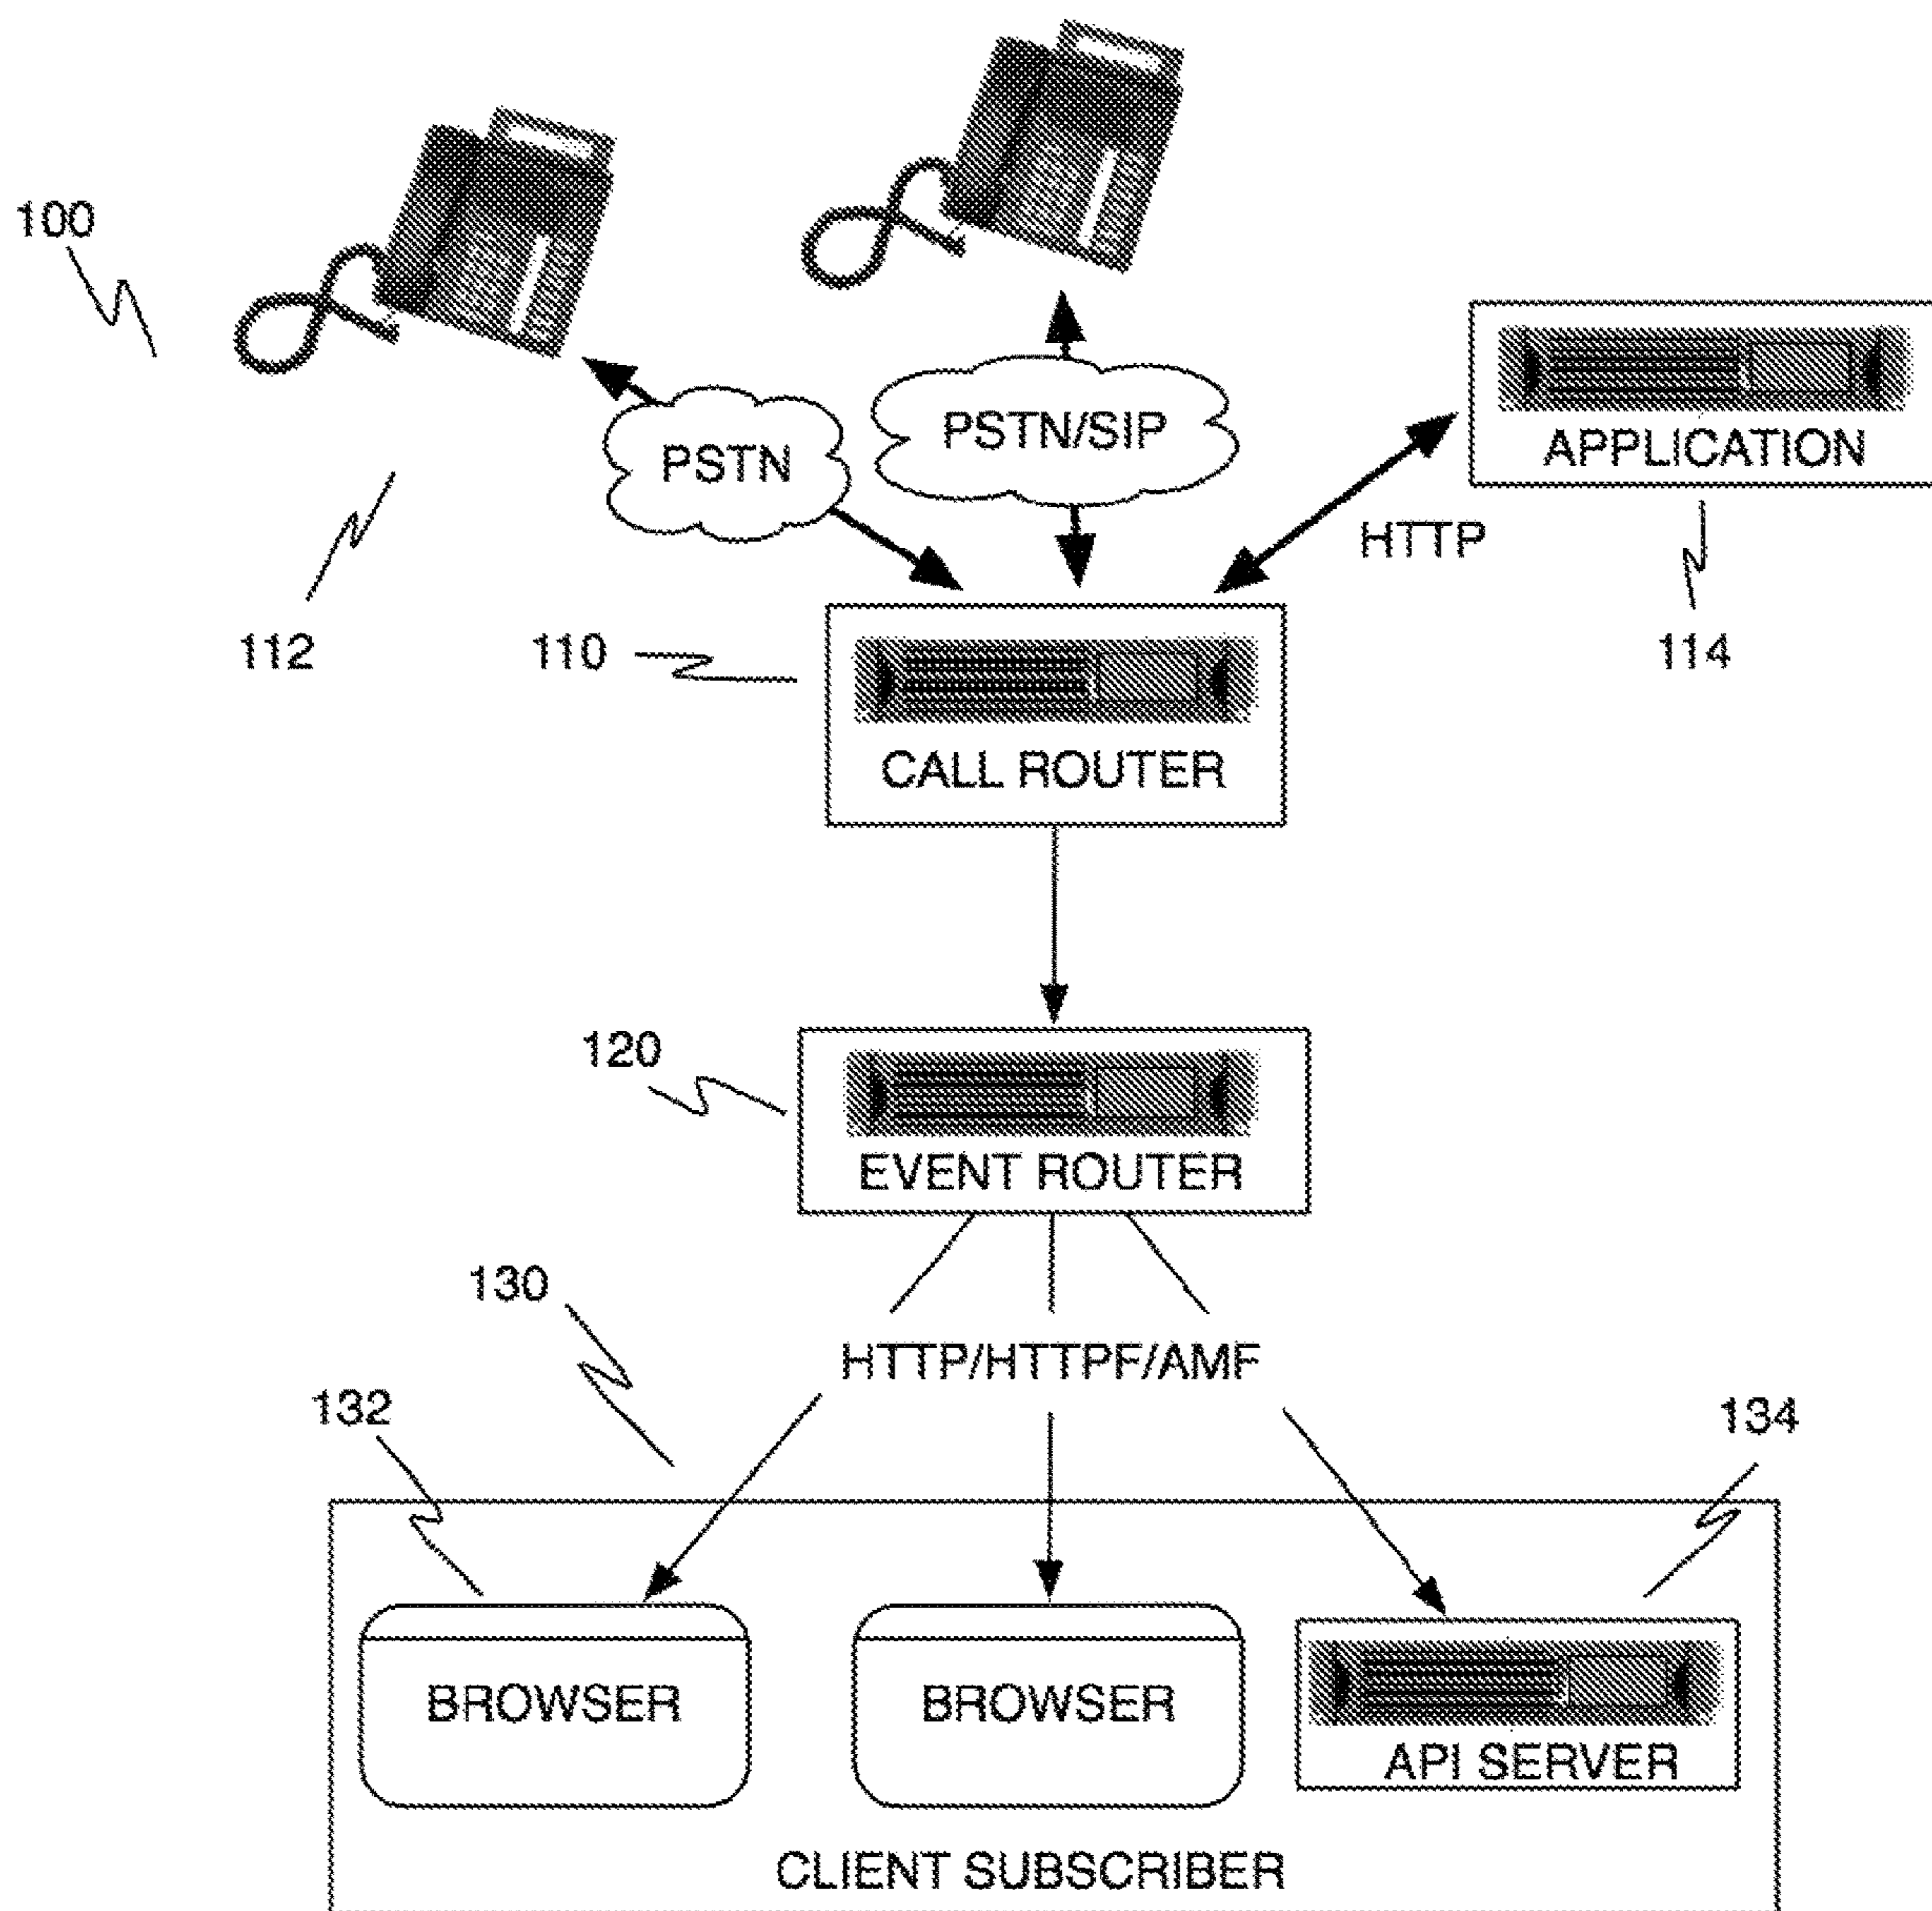 100
PSTN
PSTN/SIP
APPLICATION
HTTP
112
110
114
CALL ROUTER
120
EVENT ROUTER
130
HTTP/HTTPF/AMF
132
134
BROWSER
BROWSER
API SERVER
CLIENT SUBSCRIBER